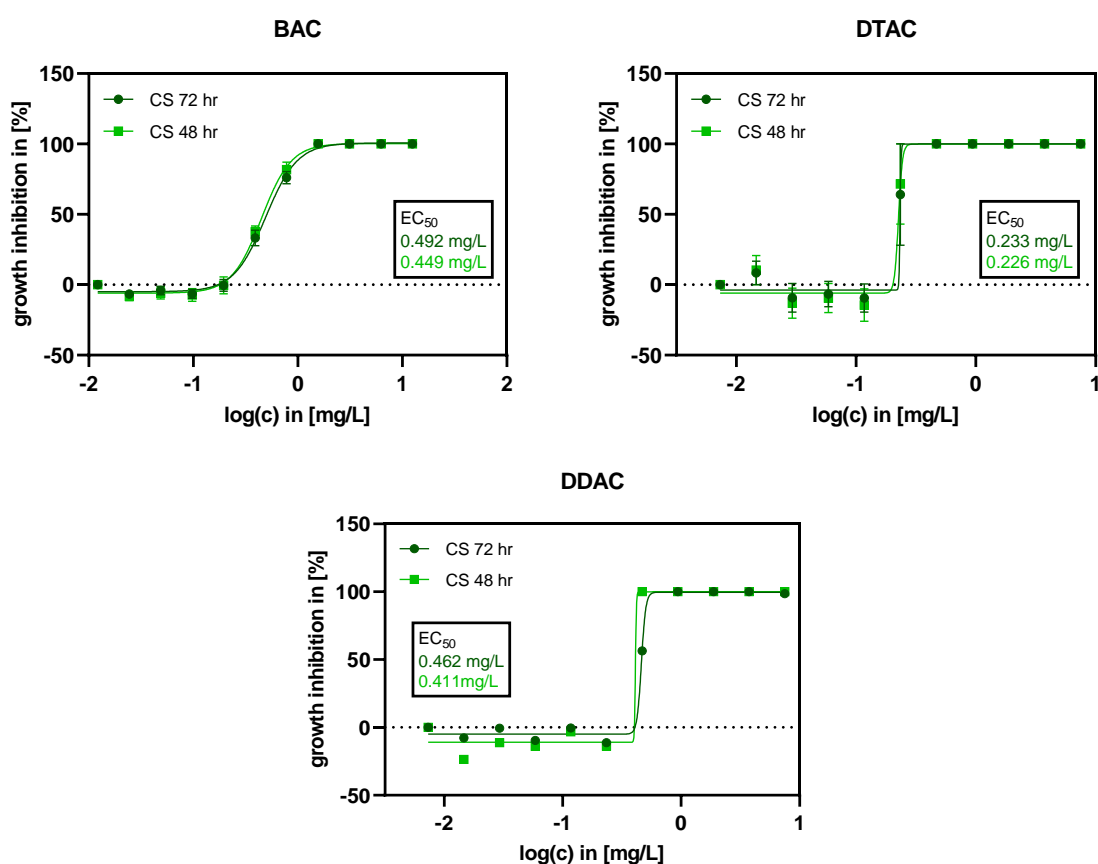 BAC
150
100
50
0
-50
growth inhibition in [%]
CS 72 hr
CS 48 hr
EC50
0.492 mg/L
0.449 mg/L
-2 -1 0 1 2
log(c) in [mg/L]
DTAC
150
100
50
0
-50
growth inhibition in [%]
CS 72 hr
CS 48 hr
EC50
0.233 mg/L
0.226 mg/L
-2 -1 0 1
log(c) in [mg/L]
DDAC
150
100
50
0
-50
growth inhibition in [%]
CS 72 hr
CS 48 hr
EC50
0.462 mg/L
0.411mg/L
-2 -1 0 1
log(c) in [mg/L]